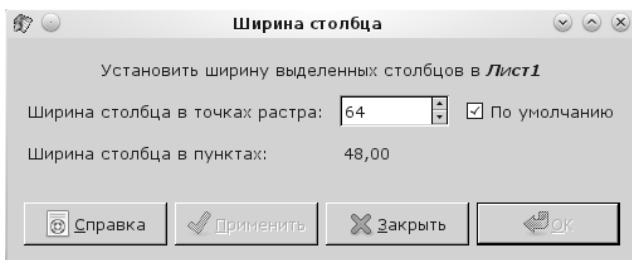 Ширина столбца
Установить ширину выделенных столбцов в Лист1
Ширина столбца в точках растра: 64 По умолчанию
Ширина столбца в пунктах: 48,00
Справка Применить Закрыть OK